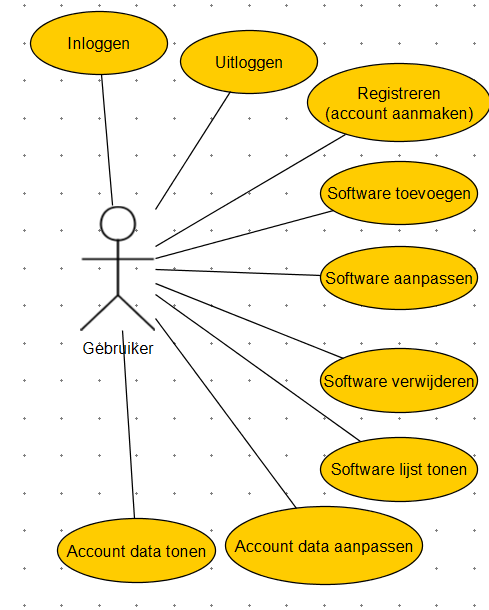 Inloggen
Uitloggen
Registreren
(account aanmaken)
Software toevoegen
Software aanpassen
Gebruiker
Software verwijderen
Software lijst tonen
Account data tonen
Account data aanpassen